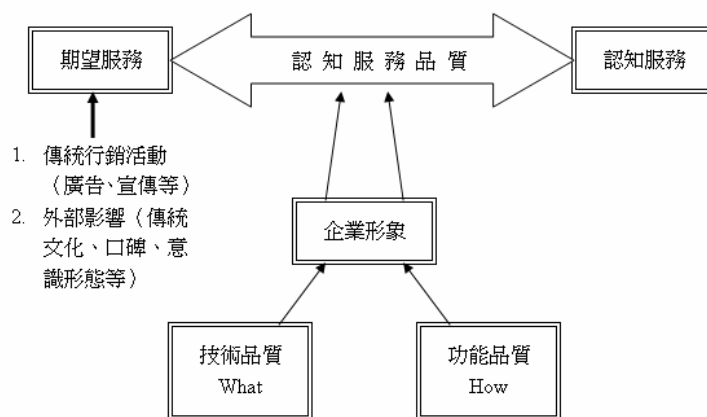 期望服務
認知服務品質
認知服務
1. 傳統行銷活動
（廣告、宣傳等）
2. 外部影響（傳統
文化、口碑、意
識形態等）
企業形象
技術品質
What
功能品質
How